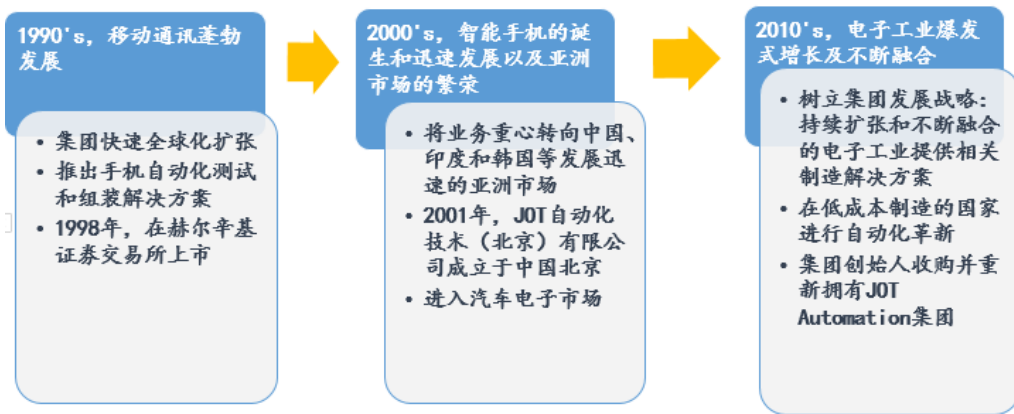 1990's，移动通讯蓬勃
发展
• 集团快速全球化扩张
• 推出手机自动化测试
和组装解决方案
• 1998年，在赫尔辛基
证券交易所上市
2000's，智能手机的诞
生和迅速发展以及亚洲
市场的繁荣
• 将业务重心转向中国、
印度和韩国等发展迅
速的亚洲市场
• 2001年，JOT自动化
技术（北京）有限公
司成立于中国北京
• 进入汽车电子市场
2010's，电子工业爆发
式增长及不断融合
• 树立集团发展战略：
持续扩张和不断融合
的电子工业提供相关
制造解决方案
• 在低成本制造的国家
进行自动化革新
• 集团创始人收购并重
新拥有JOT
Automation集团